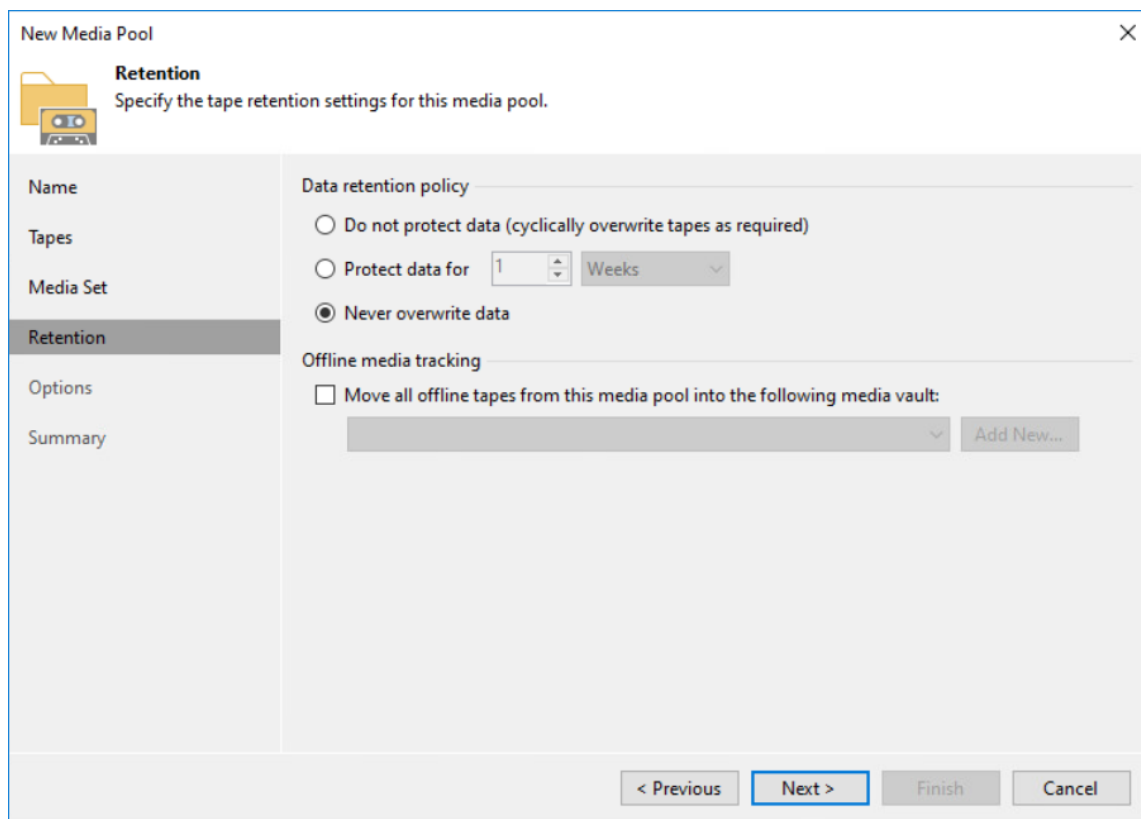 New Media Pool
Retention
Specify the tape retention settings for this media pool.
Name
Tapes
Media Set
Retention
Options
Summary
Data retention policy
Do not protect data (cyclically overwrite tapes as required)
Protect data for 1 Weeks
Never overwrite data
Offline media tracking
Move all offline tapes from this media pool into the following media vault:
Add New...
< Previous Next > Finish Cancel